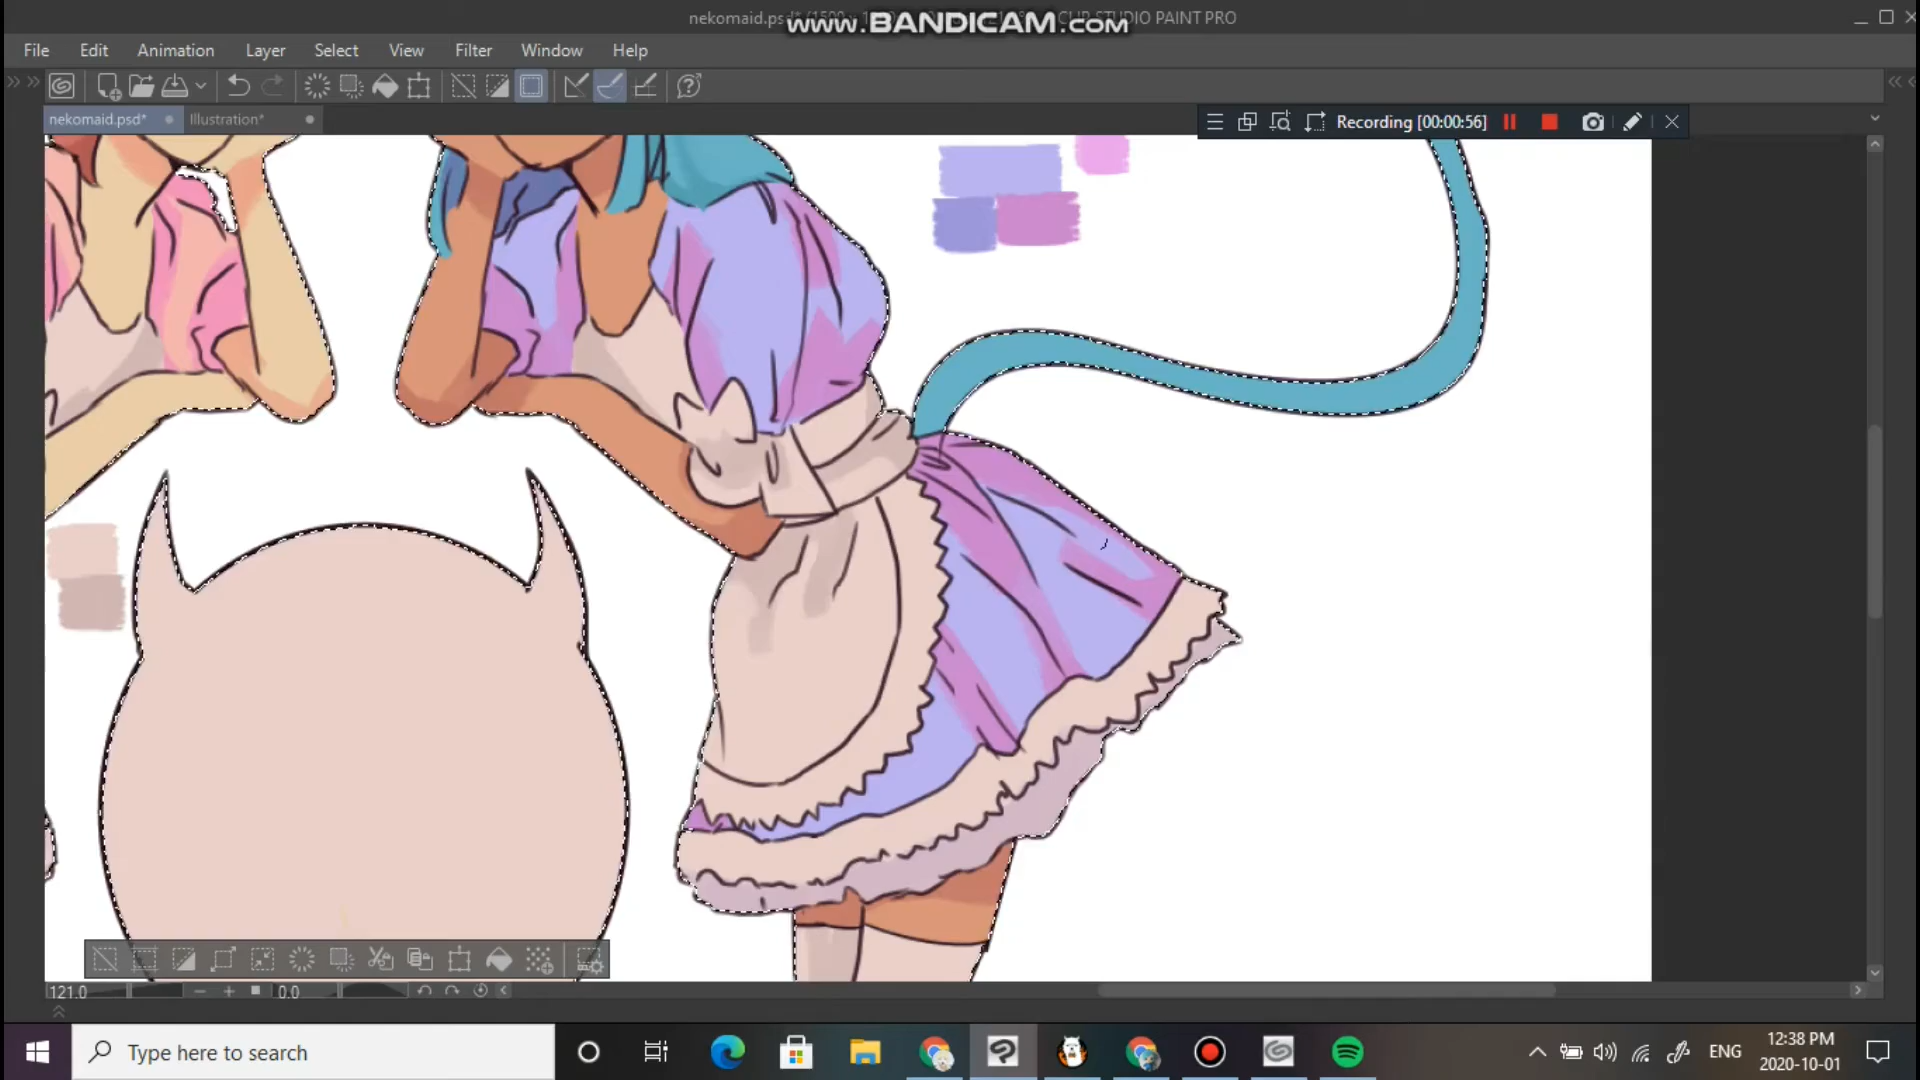 nekomaid.psd* (1500 CLIP STUDIO PAINT PRO
www.BANDICAM.com
File Edit Animation Layer Select View Filter Window Help
nekomaid.psd* Illustration*
Recording [00:00:56]
121.0 0.0
Type here to search
ENG
12:38 PM
2020-10-01